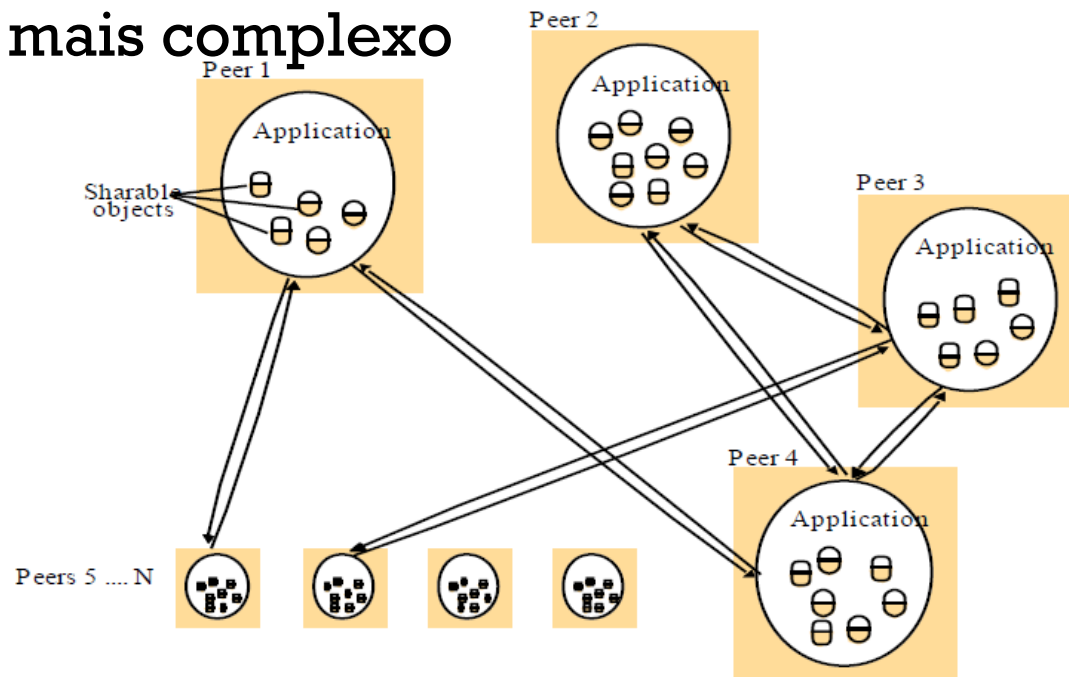 mais complexo
Peer 1
Application
Sharable
objects
Peer 2
Application
Peer 3
Application
Peer 4
Application
Peers 5 .... N